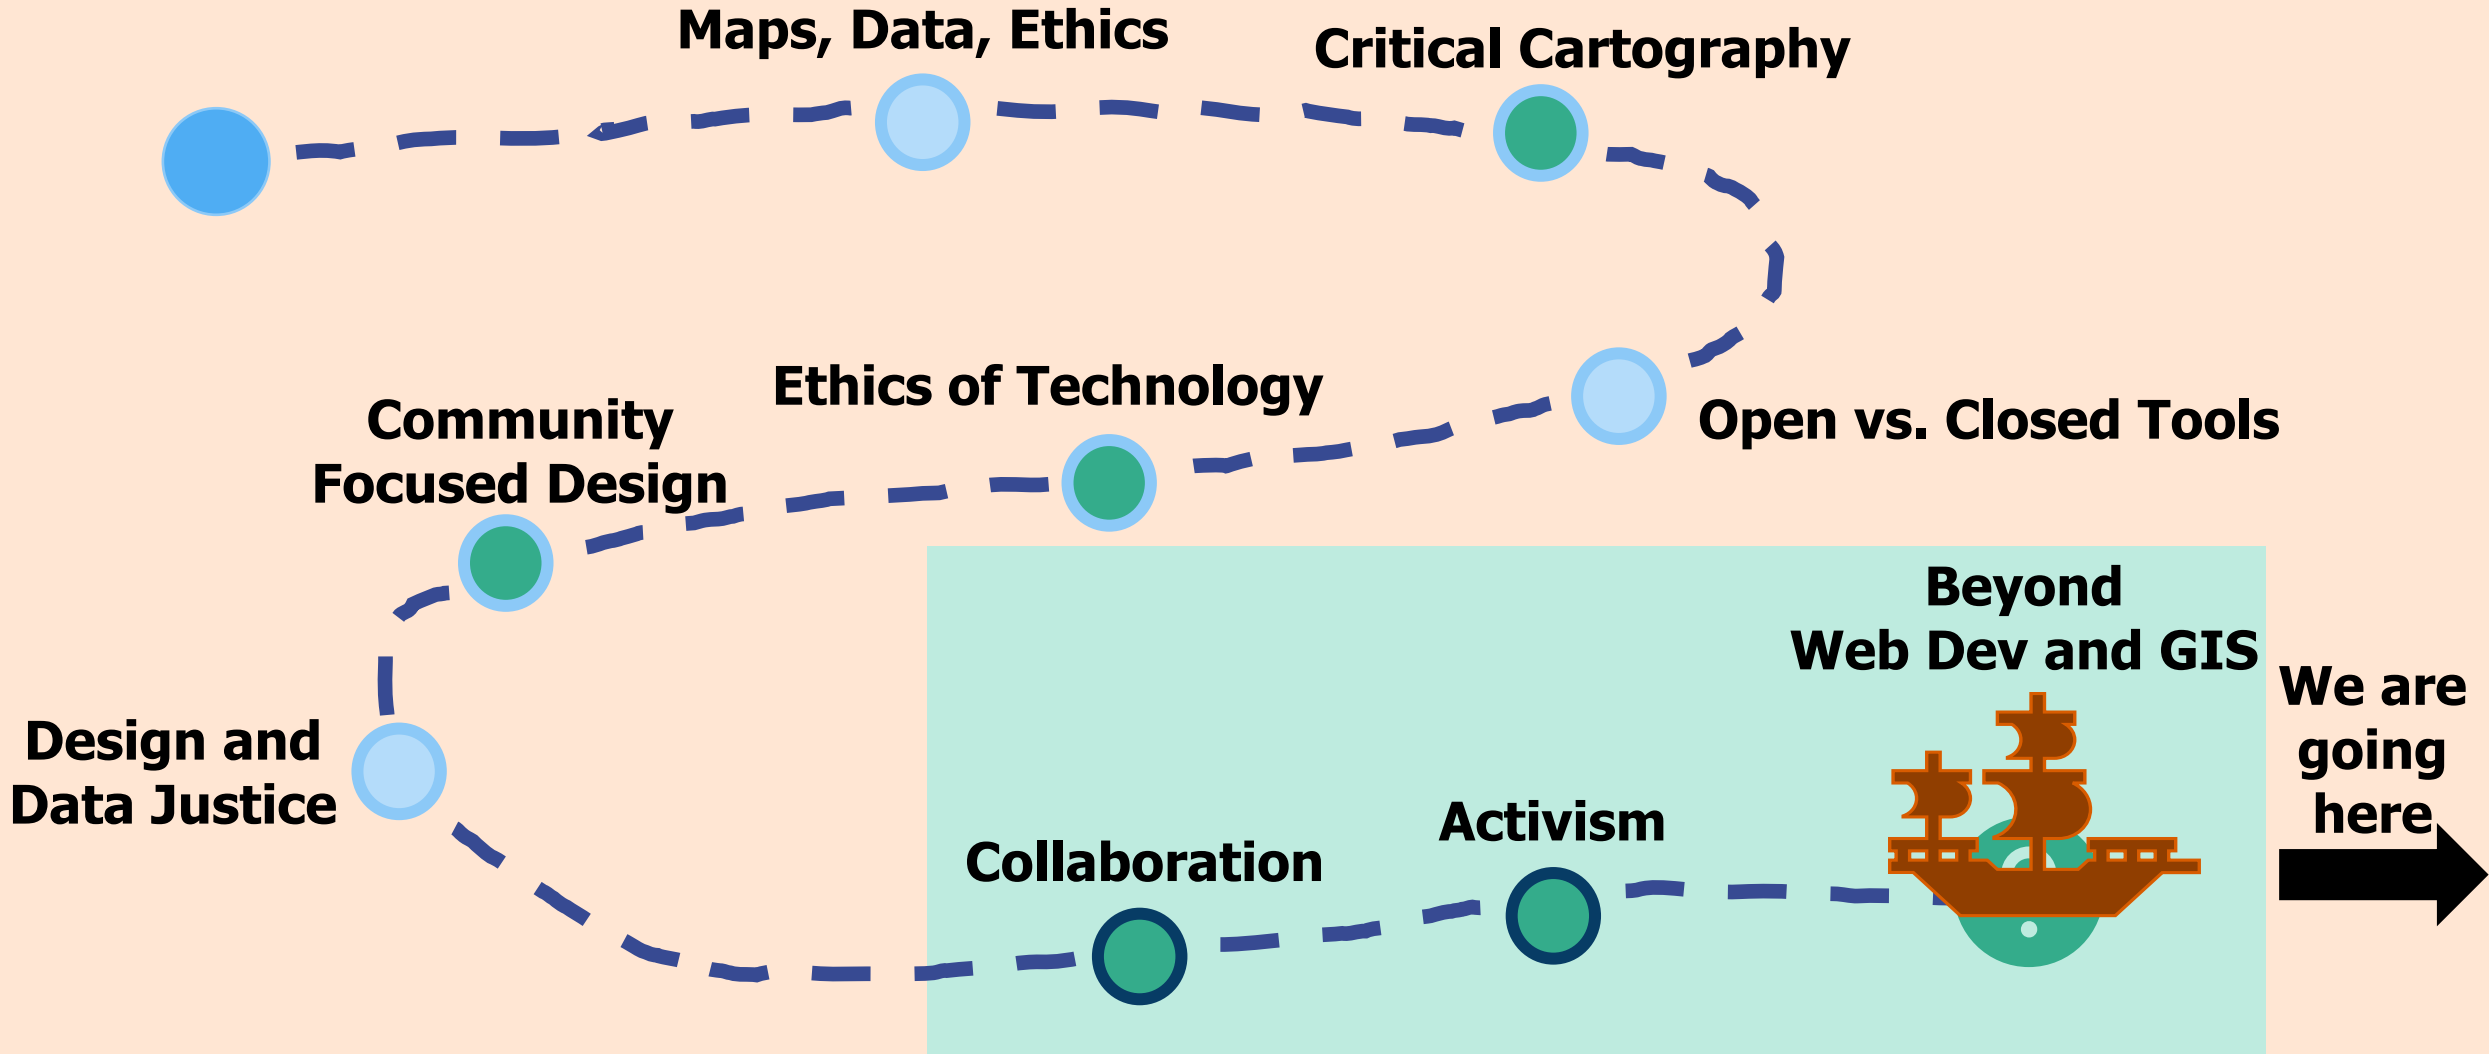 Maps, Data, Ethics
Critical Cartography
Open vs. Closed Tools
Ethics of Technology
Community
Focused Design
Design and
Data Justice
Collaboration
Activism
Beyond
Web Dev and GIS
We are
going
here